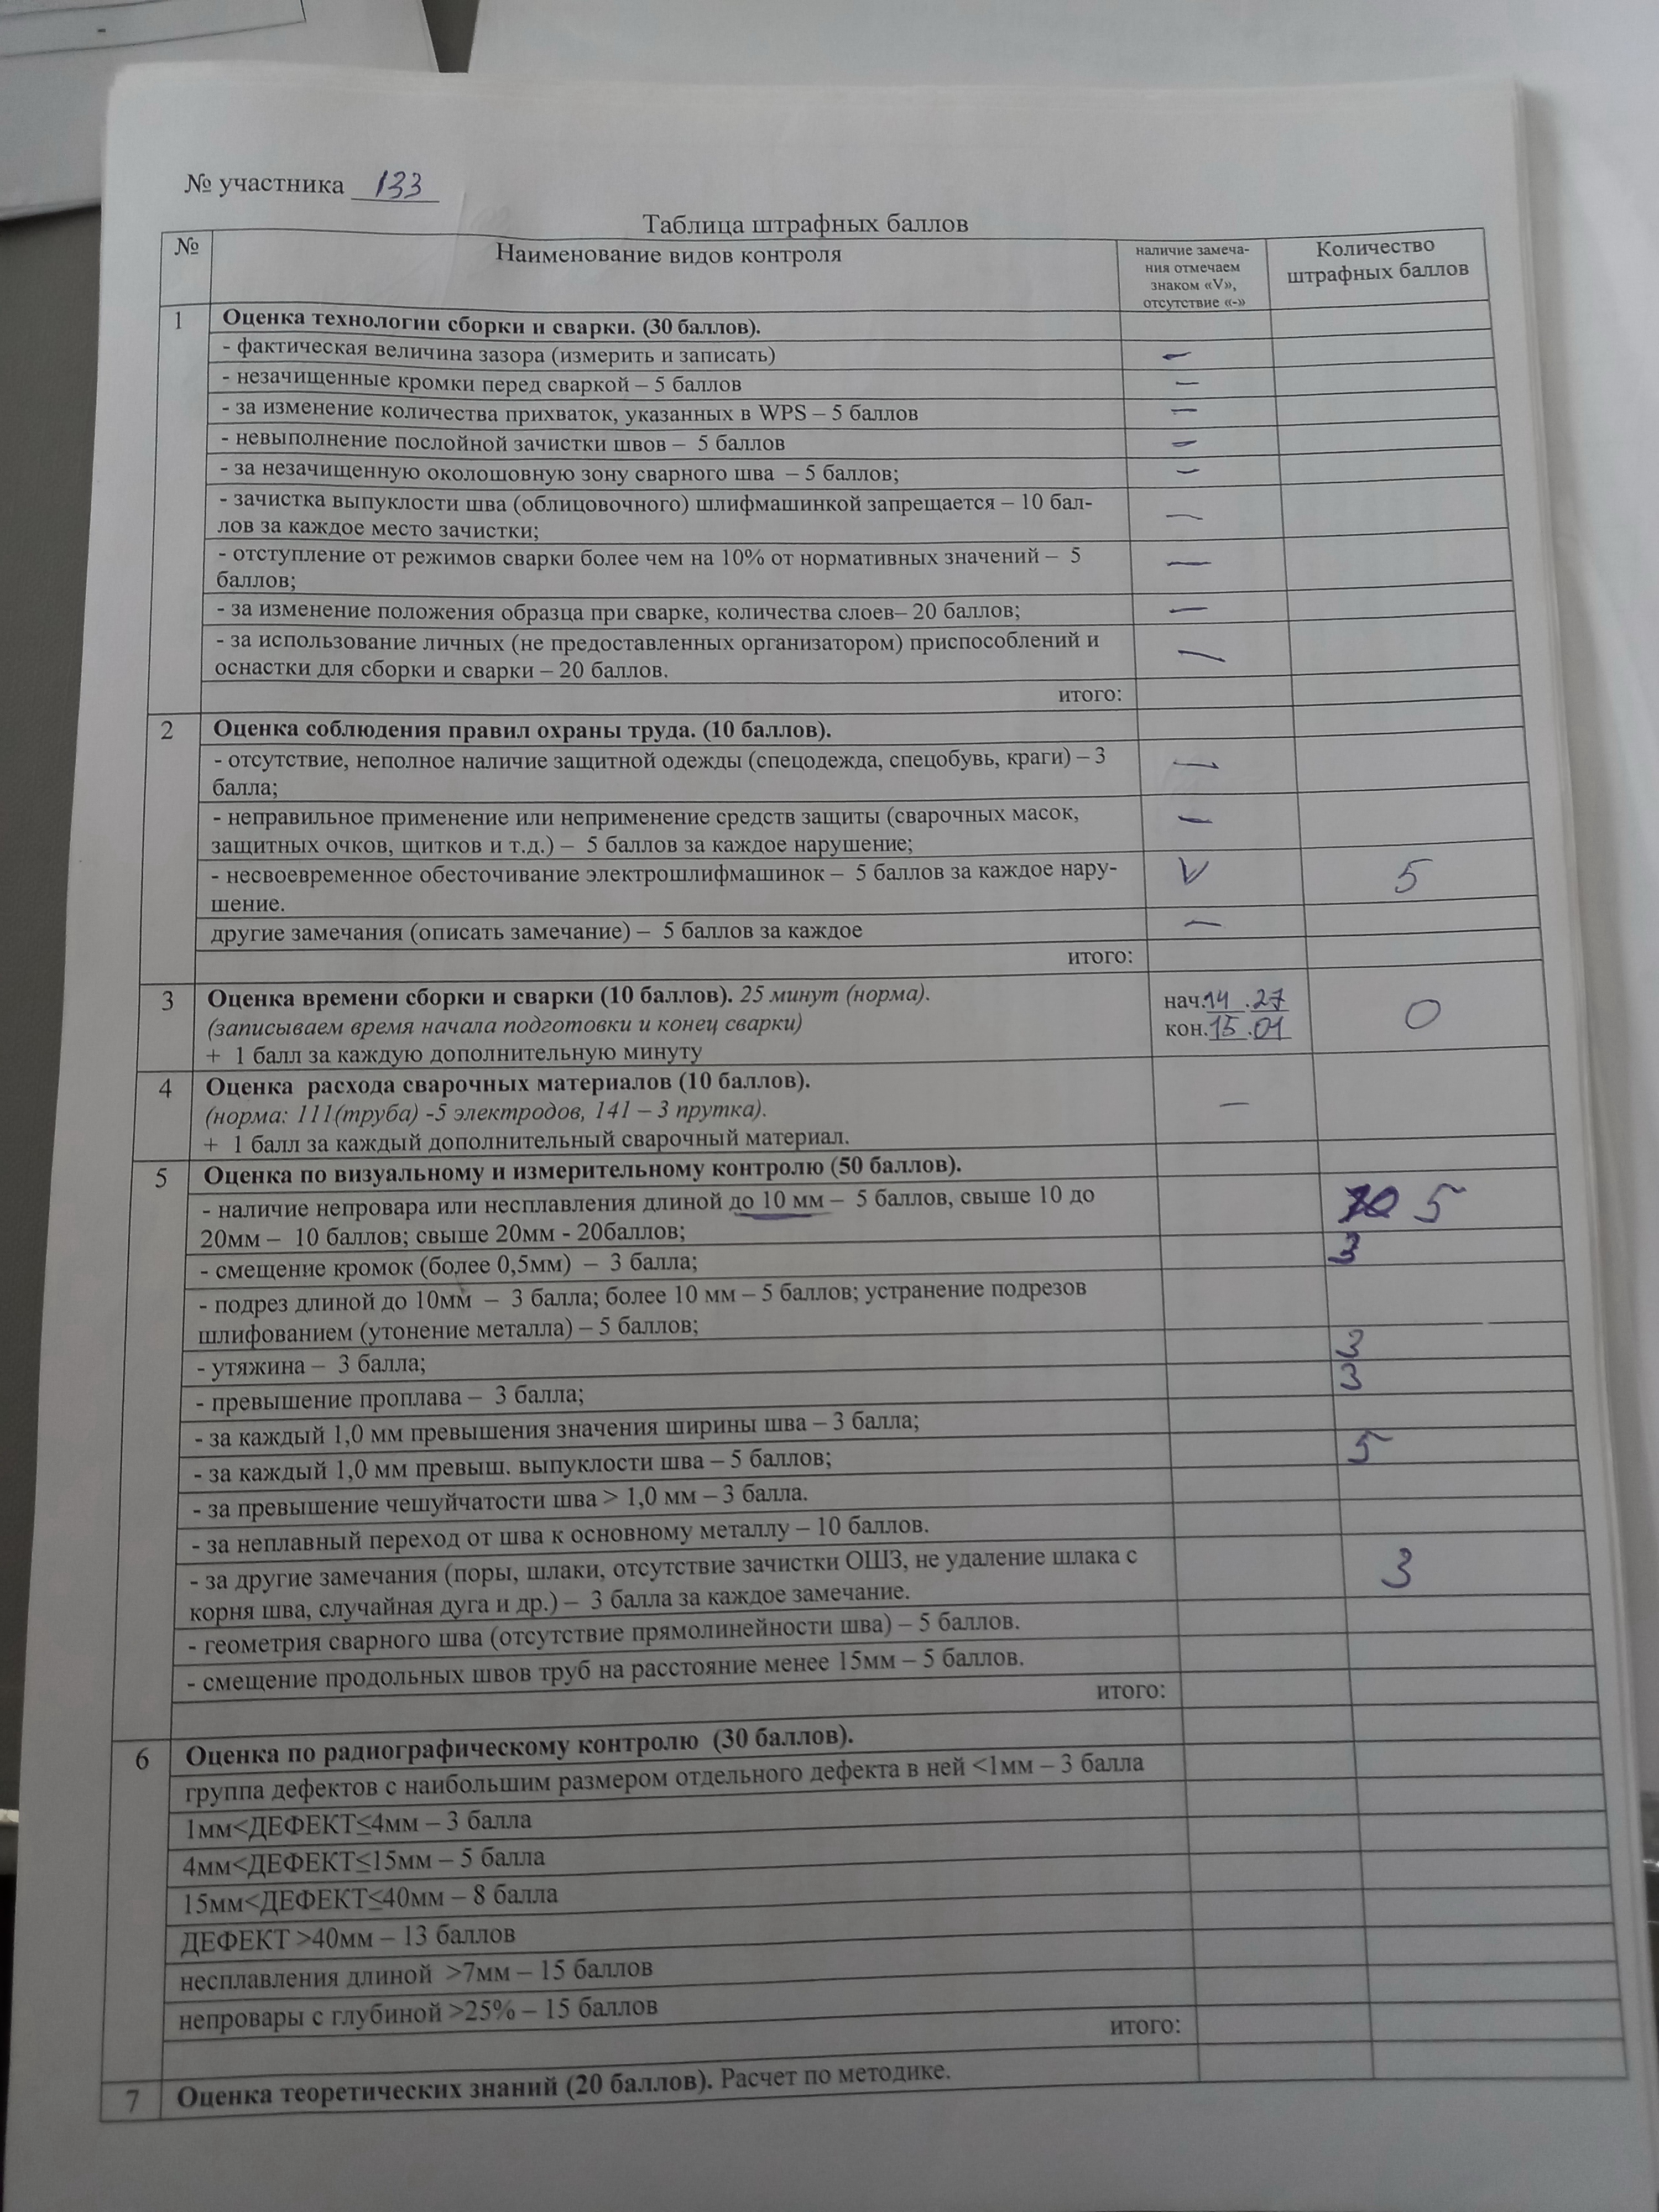 № участника 133
Таблица штрафных баллов
№
Наименование видов контроля
наличие замеча-
ния отмечаем
знаком «V»,
отсутствие «-»
Количество
штрафных баллов
1
Оценка технологии сборки и сварки. (30 баллов).
- фактическая величина зазора (измерить и записать) —
- незачищенные кромки перед сваркой – 5 баллов —
- за изменение количества прихваток, указанных в WPS – 5 баллов —
- невыполнение послойной зачистки швов – 5 баллов —
- за незачищенную околошовную зону сварного шва – 5 баллов; —
- зачистка выпуклости шва (облицовочного) шлифмашинкой запрещается – 10 бал-
лов за каждое место зачистки; —
- отступление от режимов сварки более чем на 10% от нормативных значений – 5
баллов; —
- за изменение положения образца при сварке, количества слоев– 20 баллов; —
- за использование личных (не предоставленных организатором) приспособлений и
оснастки для сборки и сварки – 20 баллов. —
итого:
2
Оценка соблюдения правил охраны труда. (10 баллов).
- отсутствие, неполное наличие защитной одежды (спецодежда, спецобувь, краги) – 3
балла; —
- неправильное применение или неприменение средств защиты (сварочных масок,
защитных очков, щитков и т.д.) – 5 баллов за каждое нарушение; —
- несвоевременное обесточивание электрошлифмашинок – 5 баллов за каждое нару-
шение. V 5
другие замечания (описать замечание) – 5 баллов за каждое —
итого:
3
Оценка времени сборки и сварки (10 баллов). 25 минут (норма).
(записываем время начала подготовки и конец сварки)
+ 1 балл за каждую дополнительную минуту
нач.14.27
кон.15.01
0
4
Оценка расхода сварочных материалов (10 баллов).
(норма: 111(труба) -5 электродов, 141 – 3 прутка). —
+ 1 балл за каждый дополнительный сварочный материал.
5
Оценка по визуальному и измерительному контролю (50 баллов).
- наличие непровара или несплавления длиной до 10 мм – 5 баллов, свыше 10 до
20мм – 10 баллов; свыше 20мм - 20баллов; 5
- смещение кромок (более 0,5мм) – 3 балла;
- подрез длиной до 10мм – 3 балла; более 10 мм – 5 баллов; устранение подрезов
шлифованием (утонение металла) – 5 баллов;
- утяжина – 3 балла; 3
- превышение проплава – 3 балла; 3
- за каждый 1,0 мм превышения значения ширины шва – 3 балла;
- за каждый 1,0 мм превыш. выпуклости шва – 5 баллов; 5
- за превышение чешуйчатости шва > 1,0 мм – 3 балла.
- за неплавный переход от шва к основному металлу – 10 баллов.
- за другие замечания (поры, шлаки, отсутствие зачистки ОШЗ, не удаление шлака с
корня шва, случайная дуга и др.) – 3 балла за каждое замечание. 3
- геометрия сварного шва (отсутствие прямолинейности шва) – 5 баллов.
- смещение продольных швов труб на расстояние менее 15мм – 5 баллов.
итого:
6
Оценка по радиографическому контролю (30 баллов).
группа дефектов с наибольшим размером отдельного дефекта в ней <1мм – 3 балла
1мм<ДЕФЕКТ≤4мм – 3 балла
4мм<ДЕФЕКТ≤15мм – 5 балла
15мм<ДЕФЕКТ≤40мм – 8 балла
ДЕФЕКТ >40мм – 13 баллов
несплавления длиной >7мм – 15 баллов
непровары с глубиной >25% – 15 баллов
итого:
7
Оценка теоретических знаний (20 баллов). Расчет по методике.